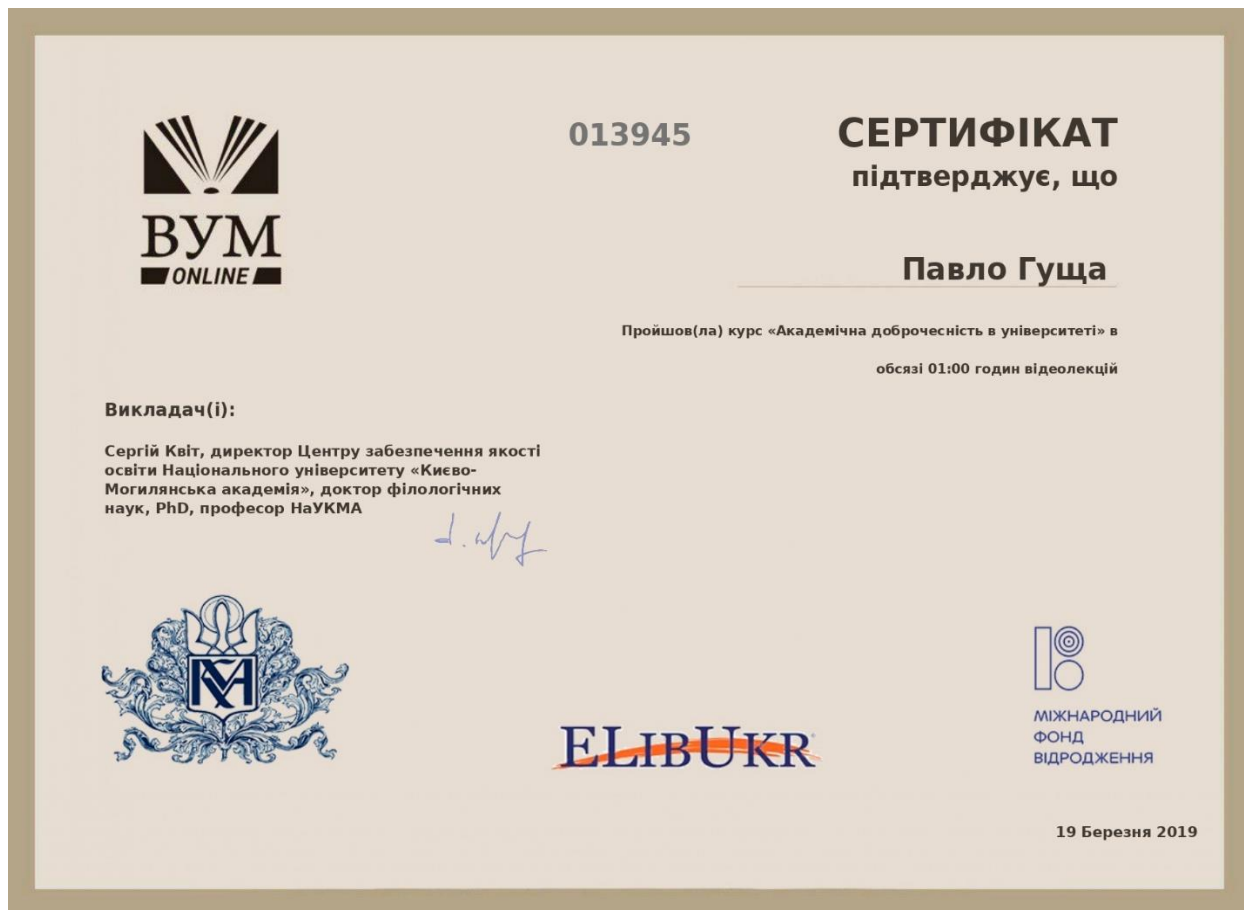 ВУМ
ONLINE
013945
СЕРТИФІКАТ
підтверджує, що
Павло Гуща
Пройшов(ла) курс «Академічна доброчесність в університеті» в
обсязі 01:00 годин відеолекцій
Викладач(і):
Сергій Квіт, директор Центру забезпечення якості
освіти Національного університету «Києво-
Могилянська академія», доктор філологічних
наук, PhD, професор НаУКМА
ELIBUKR
МІЖНАРОДНИЙ
ФОНД
ВІДРОДЖЕННЯ
19 Березня 2019